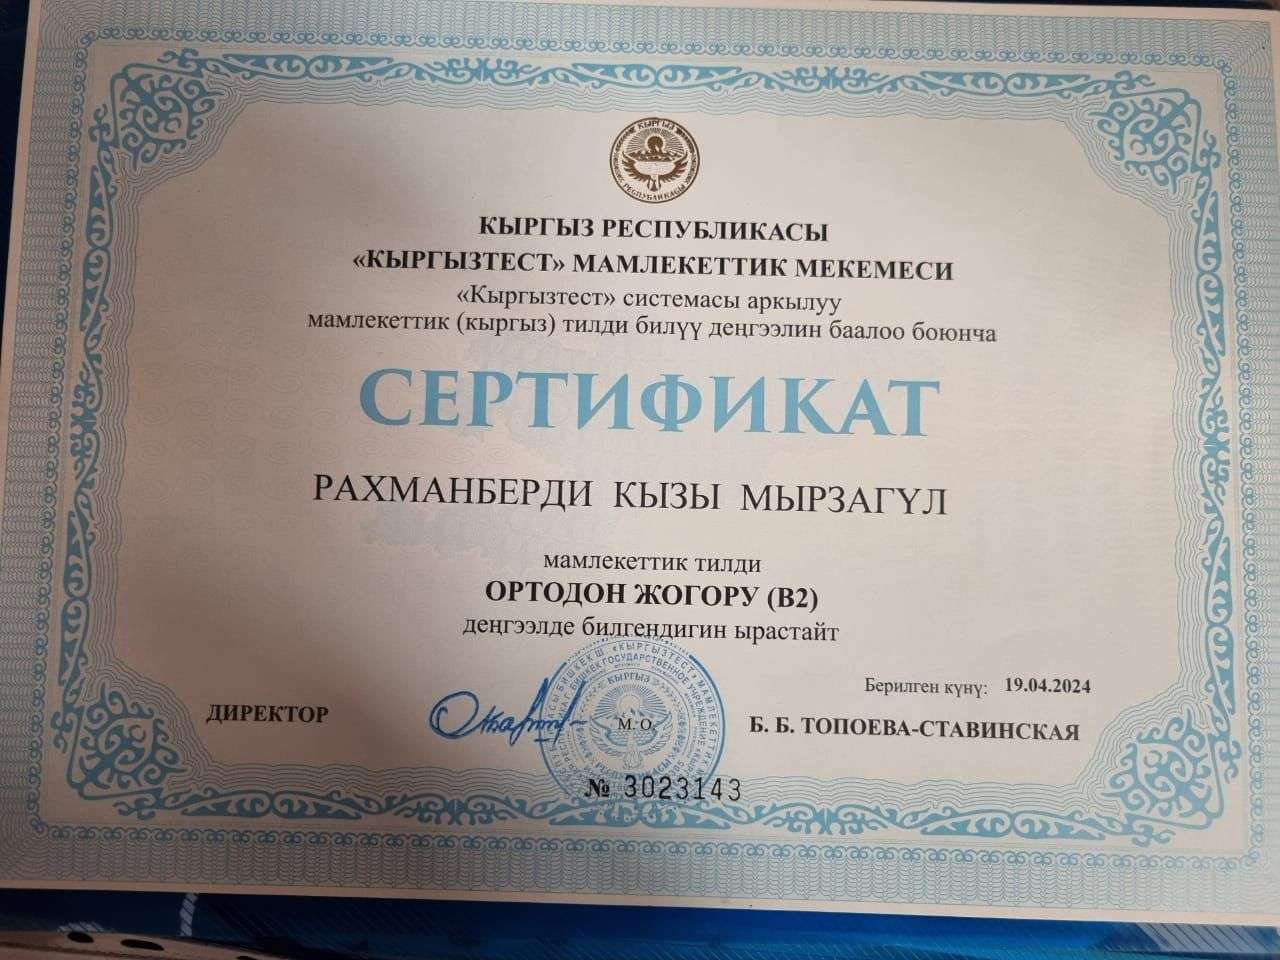 КЫРГЫЗ РЕСПУБЛИКАСЫ
«КЫРГЫЗТЕСТ» МАМЛЕКЕТТИК МЕКЕМЕСИ
«Кыргызтест» системасы аркылуу
мамлекеттик (кыргыз) тилди билүү деңгээлин баалоо боюнча
СЕРТИФИКАТ
РАХМАНБЕРДИ КЫЗЫ МЫРЗАГҮЛ
мамлекеттик тилди
ОРТОДОН ЖОГОРУ (B2)
деңгээлде билгендигин ырастайт
Берилген күнү: 19.04.2024
ДИРЕКТОР
М. О.
Б. Б. ТОПОЕВА-СТАВИНСКАЯ
№ 3023143